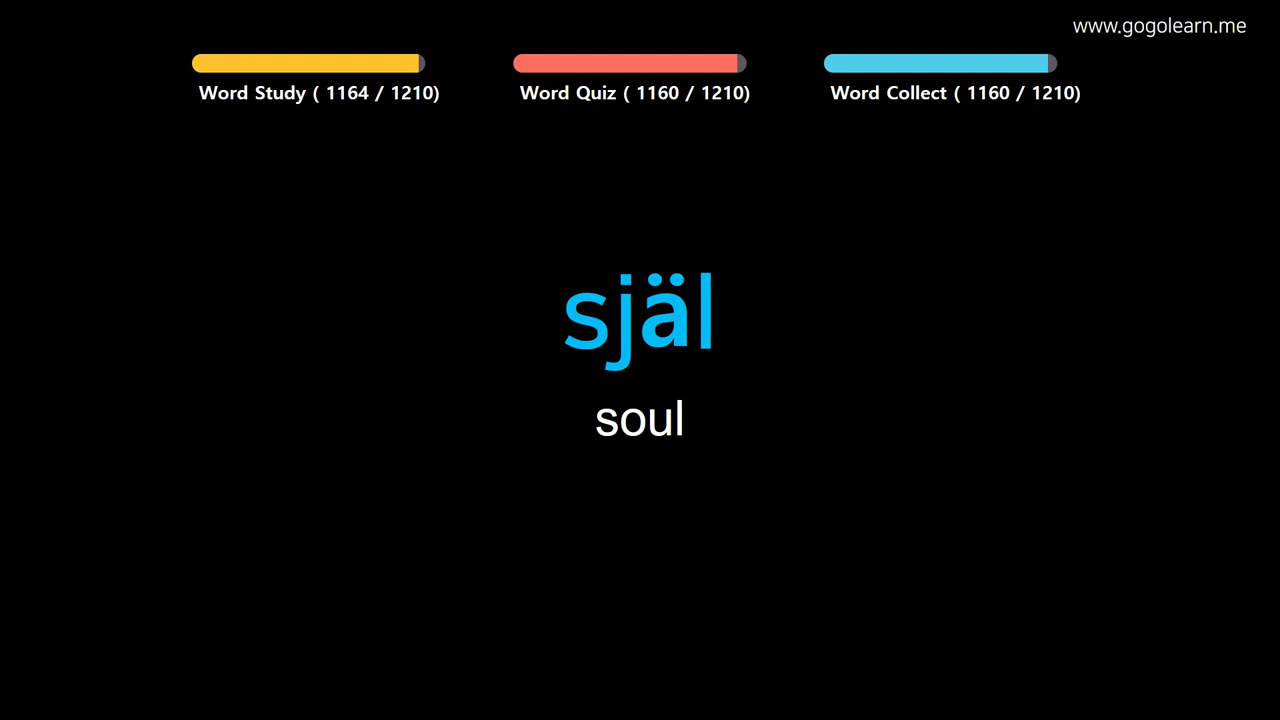 www.gogolearn.me
Word Study ( 1164 / 1210)
Word Quiz ( 1160 / 1210)
Word Collect ( 1160 / 1210)
själ
soul